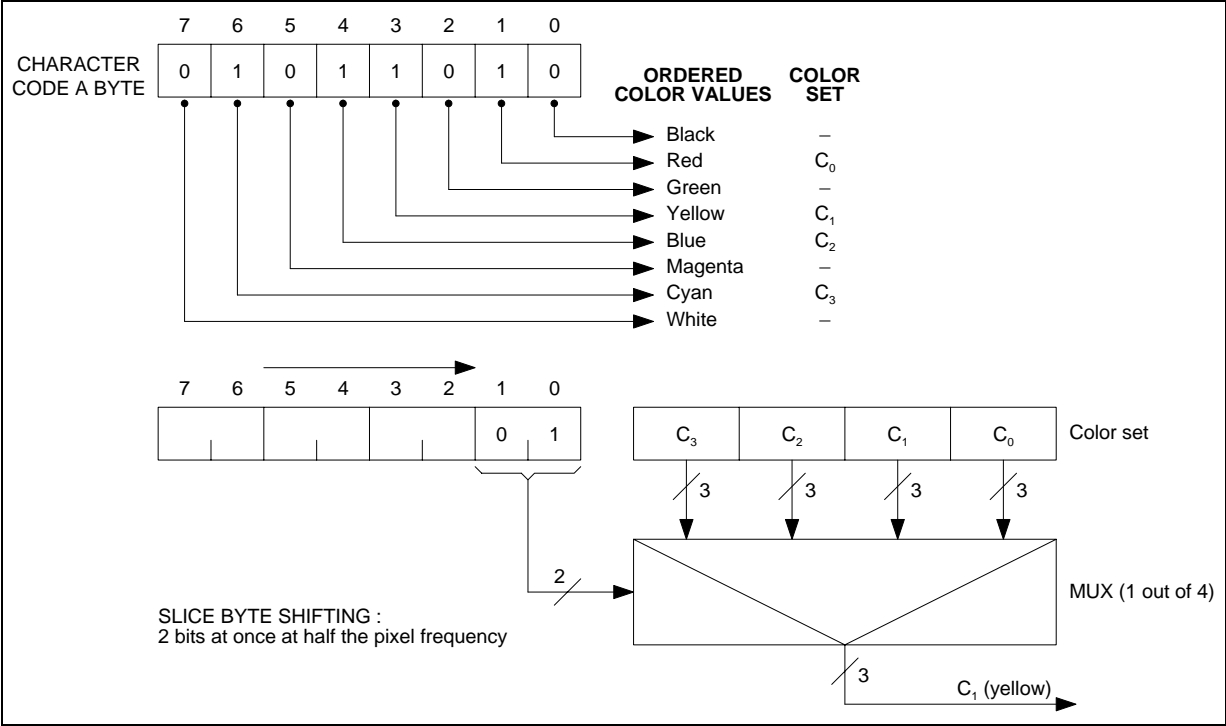 7 6 5 4 3 2 1 0
CHARACTER
CODE A BYTE
0 1 0 1 1 0 1 0
ORDERED
COLOR VALUES
COLOR
SET
Black –
Red C₀
Green –
Yellow C₁
Blue C₂
Magenta –
Cyan C₃
White –
7 6 5 4 3 2 1 0
0 1
C₃ C₂ C₁ C₀ Color set
3 3 3 3
2
MUX (1 out of 4)
SLICE BYTE SHIFTING :
2 bits at once at half the pixel frequency
3
C₁ (yellow)